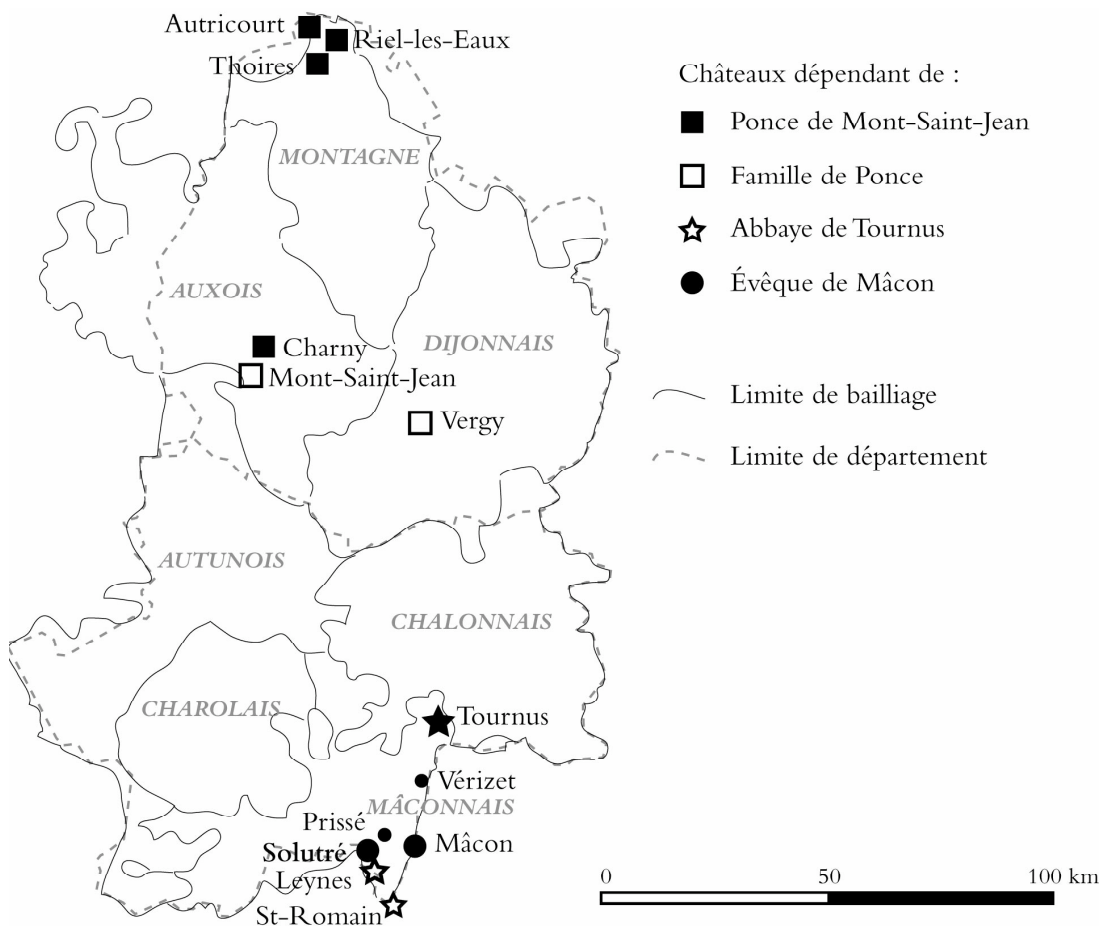 Autricourt
Riel-les-Eaux
Thoires
Châteaux dépendant de :
Ponce de Mont-Saint-Jean
MONTAGNE
Famille de Ponce
Abbaye de Tournus
Évêque de Mâcon
AUXOIS
Charny
DIJONNAIS
Mont-Saint-Jean
Vergy
Limite de bailliage
Limite de département
AUTUNOIS
CHALONNAIS
CHAROLAIS
Tournus
Vérizet
MÂCONNAIS
Prissé
Mâcon
Solutré
Leynes
St-Romain
0 50 100 km